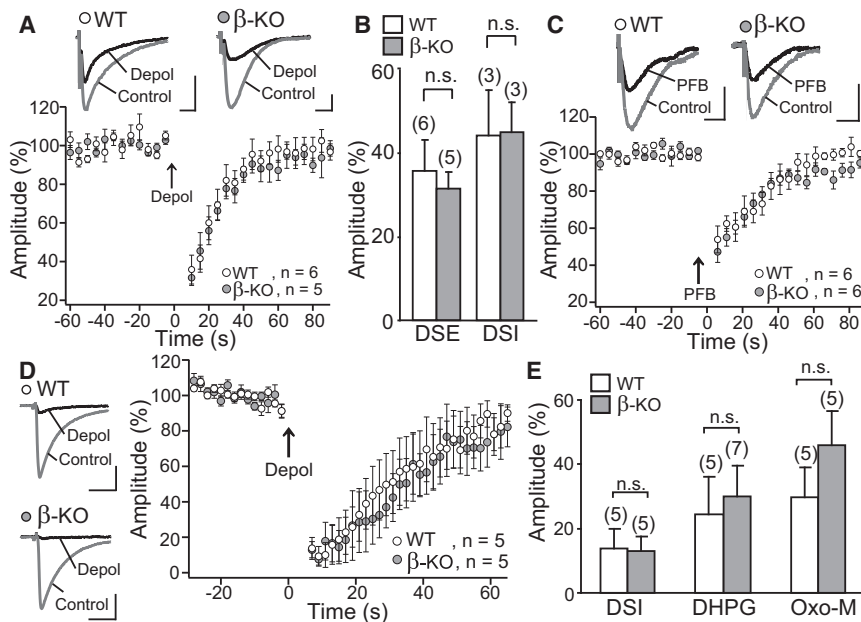 A
WT
β-KO
Depol
Control
Depol
Control
Amplitude (%)
120
100
80
60
40
20
Depol
WT , n = 6
β-KO , n = 5
-60 -40 -20 0 20 40 60 80
Time (s)
B
WT
β-KO
Amplitude (%)
60
40
20
0
n.s.
n.s.
(6)
(5)
(3)
(3)
DSE DSI
C
WT
β-KO
PFB
Control
PFB
Control
Amplitude (%)
120
100
80
60
40
20
PFB
WT , n = 6
β-KO , n = 6
-60 -40 -20 0 20 40 60 80
Time (s)
D
WT
Depol
Control
β-KO
Depol
Control
Amplitude (%)
120
100
80
60
40
20
0
Depol
WT , n = 5
β-KO , n = 5
-20 0 20 40 60
Time (s)
E
WT
β-KO
Amplitude (%)
60
40
20
0
n.s.
n.s.
n.s.
(5)
(5)
(5)
(7)
(5)
(5)
DSI DHPG Oxo-M